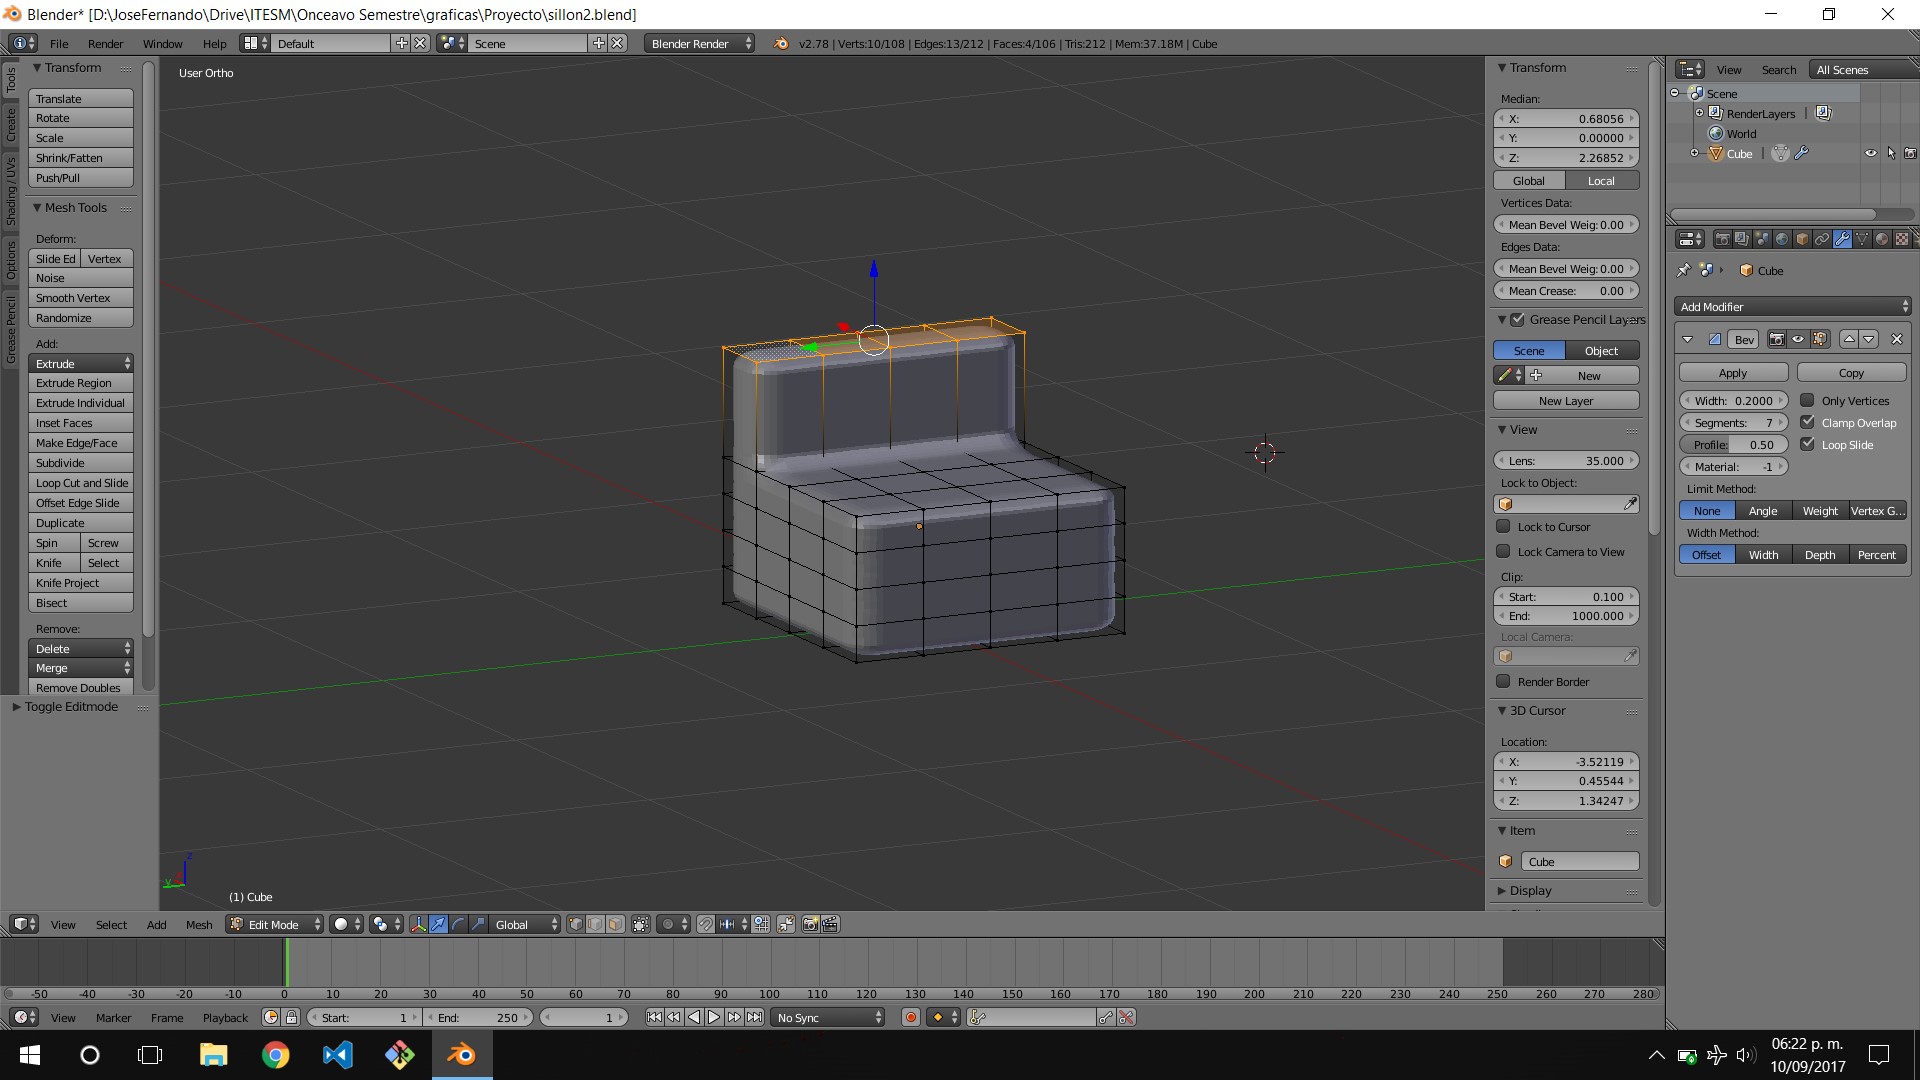 Blender* [D:\JoseFernando\Drive\ITESM\Onceavo Semestre\graficas\Proyecto\sillon2.blend]
File Render Window Help Default Scene Blender Render v2.78 | Verts:10/108 | Edges:13/212 | Faces:4/106 | Tris:212 | Mem:37.18M | Cube
Tools
Create
Shading / UVs
Options
Grease Pencil
Transform
Translate
Rotate
Scale
Shrink/Fatten
Push/Pull
Mesh Tools
Deform:
Slide Ed Vertex
Noise
Smooth Vertex
Randomize
Add:
Extrude
Extrude Region
Extrude Individual
Inset Faces
Make Edge/Face
Subdivide
Loop Cut and Slide
Offset Edge Slide
Duplicate
Spin Screw
Knife Select
Knife Project
Bisect
Remove:
Delete
Merge
Remove Doubles
Toggle Editmode
User Ortho
z
y
(1) Cube
Transform
Median:
X: 0.68056
Y: 0.00000
Z: 2.26852
Global Local
Vertices Data:
Mean Bevel Weig: 0.00
Edges Data:
Mean Bevel Weig: 0.00
Mean Crease: 0.00
Grease Pencil Layers
Scene Object
New
New Layer
View
Lens: 35.000
Lock to Object:
Lock to Cursor
Lock Camera to View
Clip:
Start: 0.100
End: 1000.000
Local Camera:
Render Border
3D Cursor
Location:
X: -3.52119
Y: 0.45544
Z: 1.34247
Item
Cube
Display
View Search All Scenes
Scene
RenderLayers |
World
Cube |
Cube
Add Modifier
Bev
Apply Copy
Width: 0.2000 Only Vertices
Segments: 7 Clamp Overlap
Profile: 0.50 Loop Slide
Material: -1
Limit Method:
None Angle Weight Vertex G...
Width Method:
Offset Width Depth Percent
View Select Add Mesh Edit Mode Global
-50 -40 -30 -20 -10 0 10 20 30 40 50 60 70 80 90 100 110 120 130 140 150 160 170 180 190 200 210 220 230 240 250 260 270 280
View Marker Frame Playback Start: 1 End: 250 1 No Sync
06:22 p. m.
10/09/2017